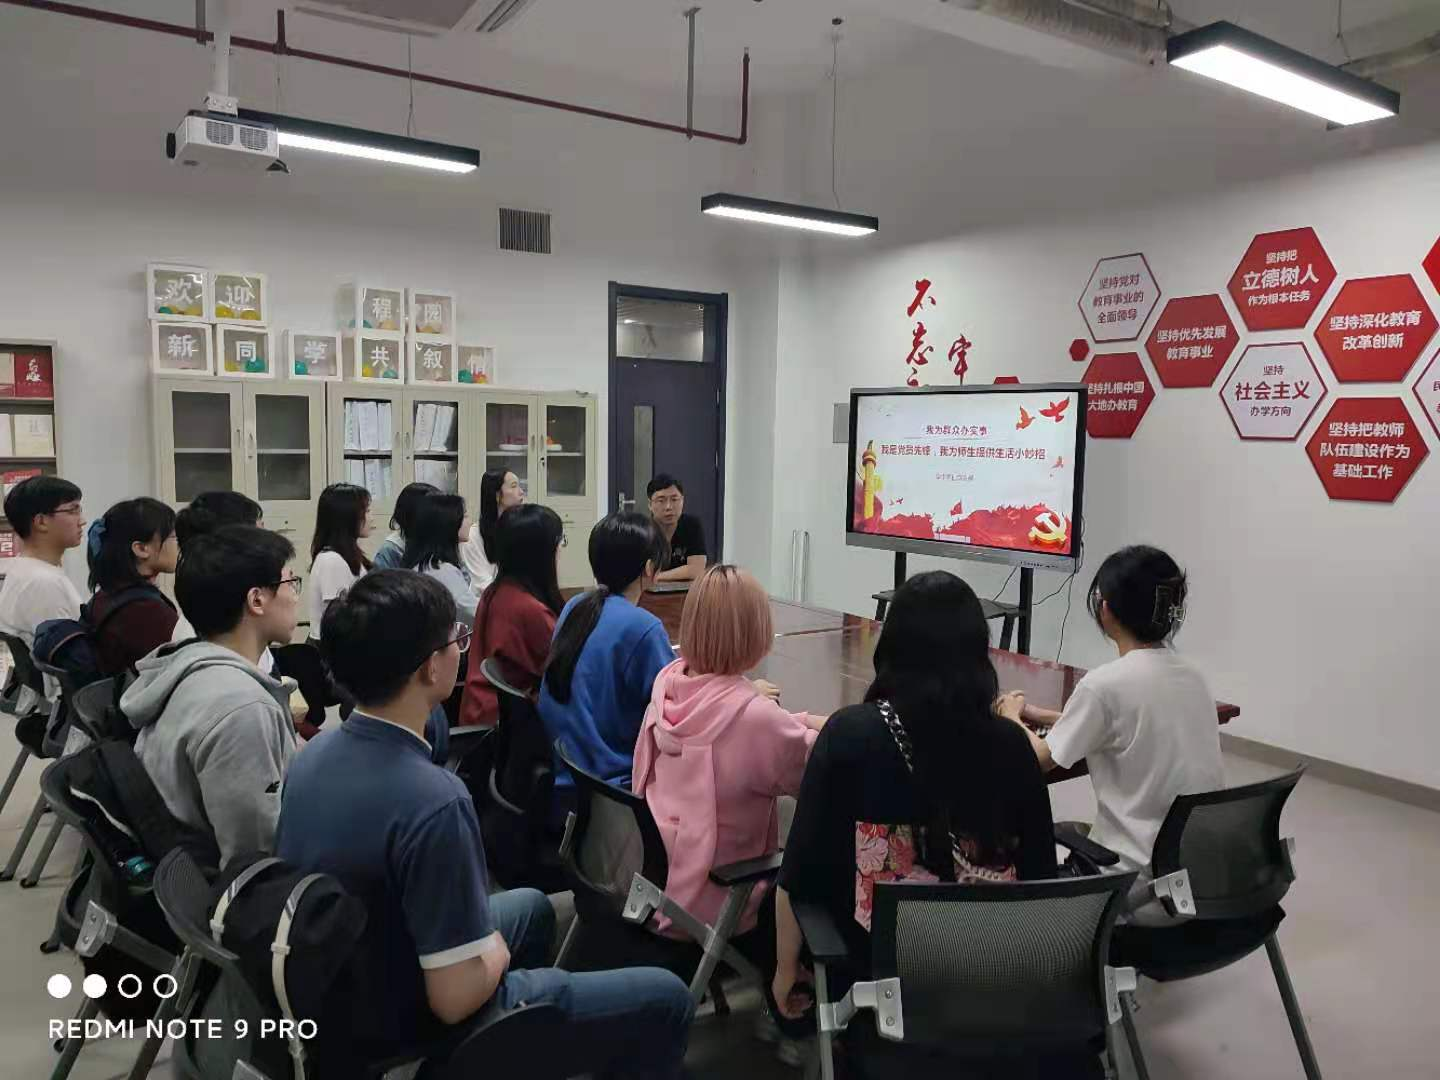 欢迎
程园
新同学共叙情
不忘
牢
坚持党对
教育事业的
全面领导
坚持优先发展
教育事业
坚持把
立德树人
作为根本任务
坚持深化教育
改革创新
坚持扎根中国
大地办教育
坚持
社会主义
办学方向
坚持把教师
队伍建设作为
基础工作
我为群众办实事
我是党员先锋，我为师生提供生活小妙招
REDMI NOTE 9 PRO